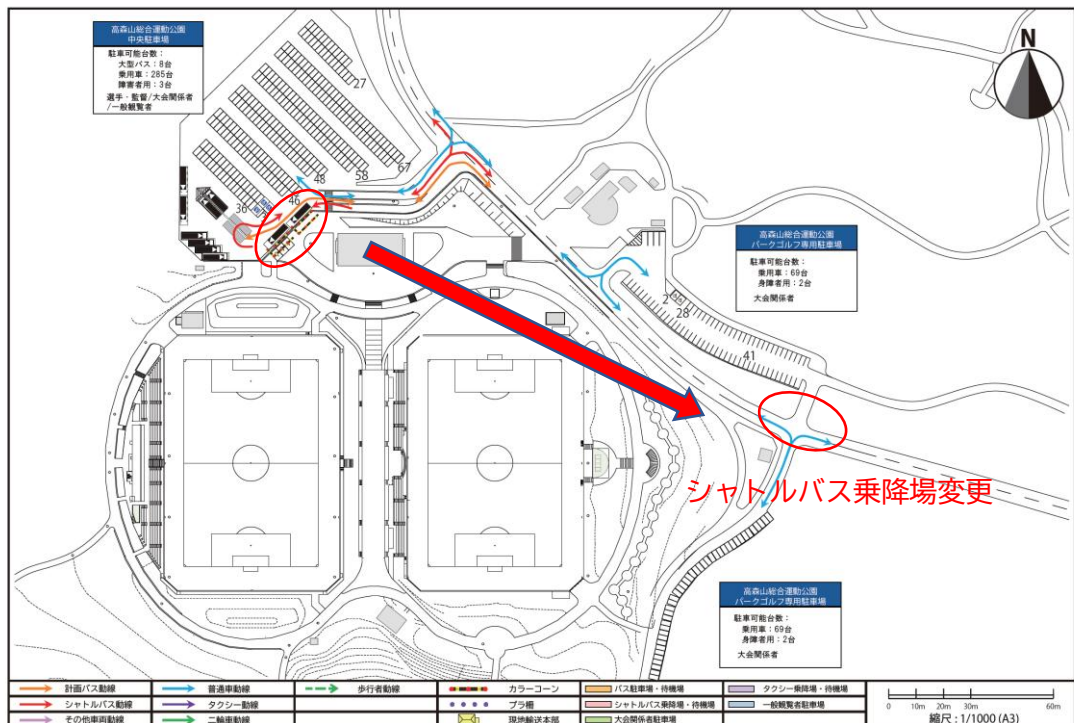 高森山総合運動公園
中央駐車場
駐車可能台数:
大型バス:8台
乗用車:285台
障害者用:3台
選手・監督/大会関係者
/一般観覧者
N
27
67
58
48
46
36
高森山総合運動公園
パークゴルフ専用駐車場
駐車可能台数:
乗用車:69台
身障者用:2台
大会関係者
2
28
41
シャトルバス乗降場変更
高森山総合運動公園
パークゴルフ専用駐車場
駐車可能台数:
乗用車:69台
身障者用:2台
大会関係者
計画バス動線
普通車動線
歩行者動線
カラーコーン
バス駐車場・待機場
タクシー乗降場・待機場
シャトルバス動線
タクシー動線
プラ柵
シャトルバス乗降場・待機場
一般観覧者駐車場
その他車両動線
二輪車動線
現地輸送本部
大会関係者駐車場
0 10m 20m 30m 60m
縮尺:1/1000 (A3)